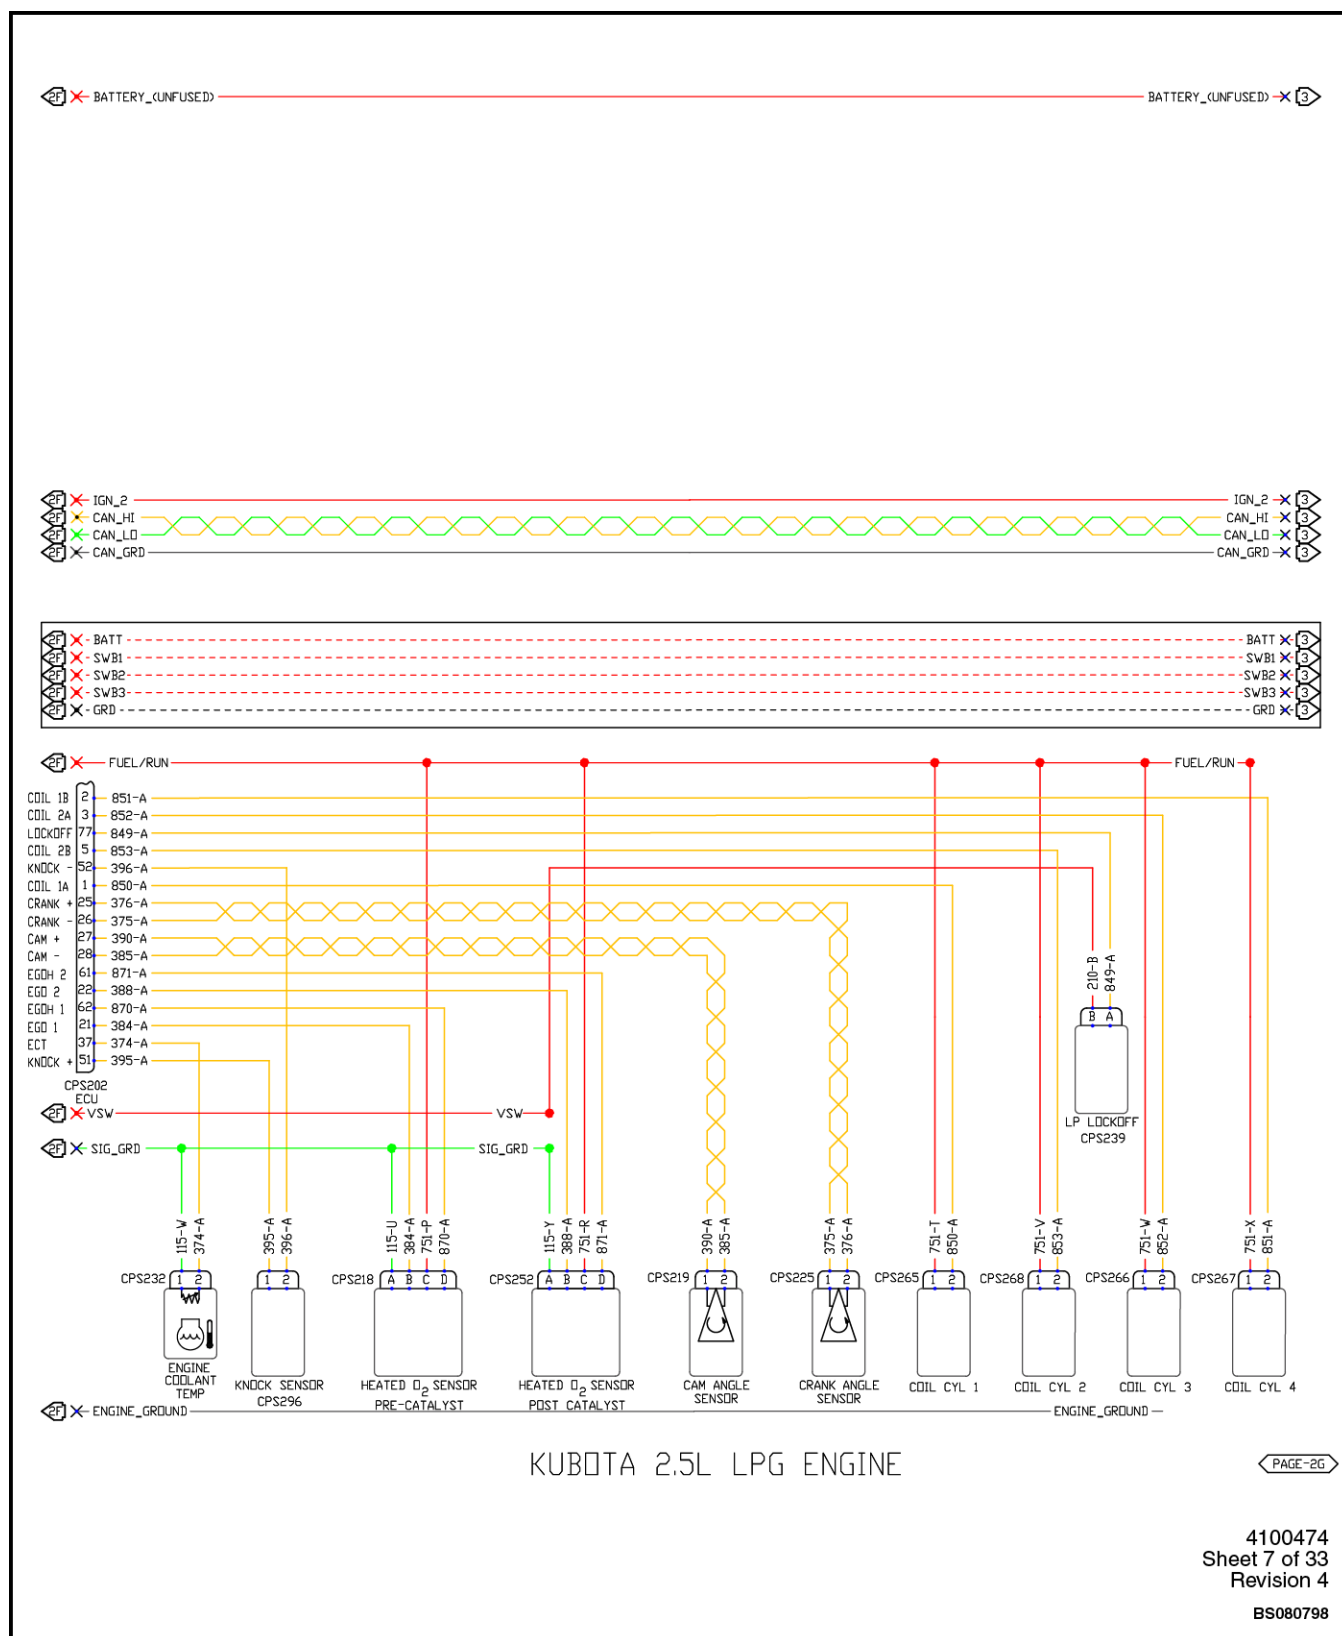 2F BATTERY_(UNFUSED) BATTERY_(UNFUSED) 3
2F IGN_2 IGN_2 3
2F CAN_HI CAN_HI 3
2F CAN_LO CAN_LO 3
2F CAN_GRD CAN_GRD 3
2F BATT BATT 3
2F SWB1 SWB1 3
2F SWB2 SWB2 3
2F SWB3 SWB3 3
2F GRD GRD 3
2F FUEL/RUN FUEL/RUN
COIL 1B 2 851-A
COIL 2A 3 852-A
LOCKOFF 77 849-A
COIL 2B 5 853-A
KNOCK - 52 396-A
COIL 1A 1 850-A
CRANK + 25 376-A
CRANK - 26 375-A
CAM + 27 390-A
CAM - 28 385-A
EGOH 2 61 871-A
EGO 2 22 388-A
EGOH 1 62 870-A
EGO 1 21 384-A
ECT 37 374-A
KNOCK + 51 395-A
CPS202
ECU
210-B 849-A
B A
LP LOCKOFF
CPS239
2F VSW VSW
2F SIG_GRD SIG_GRD
115-W 374-A 395-A 396-A 115-U 384-A 751-P 870-A 115-Y 388-A 751-R 871-A 390-A 385-A 375-A 376-A 751-T 850-A 751-V 853-A 751-W 852-A 751-X 851-A
CPS232 1 2 1 2 CPS218 A B C D CPS252 A B C D CPS219 1 2 CPS225 1 2 CPS265 1 2 CPS268 1 2 CPS266 1 2 CPS267 1 2
ENGINE
COOLANT
TEMP
KNOCK SENSOR
CPS296
HEATED O2 SENSOR
PRE-CATALYST
HEATED O2 SENSOR
POST CATALYST
CAM ANGLE
SENSOR
CRANK ANGLE
SENSOR
COIL CYL 1
COIL CYL 2
COIL CYL 3
COIL CYL 4
2F ENGINE_GROUND ENGINE_GROUND
KUBOTA 2.5L LPG ENGINE
PAGE-2G
4100474
Sheet 7 of 33
Revision 4
BS080798